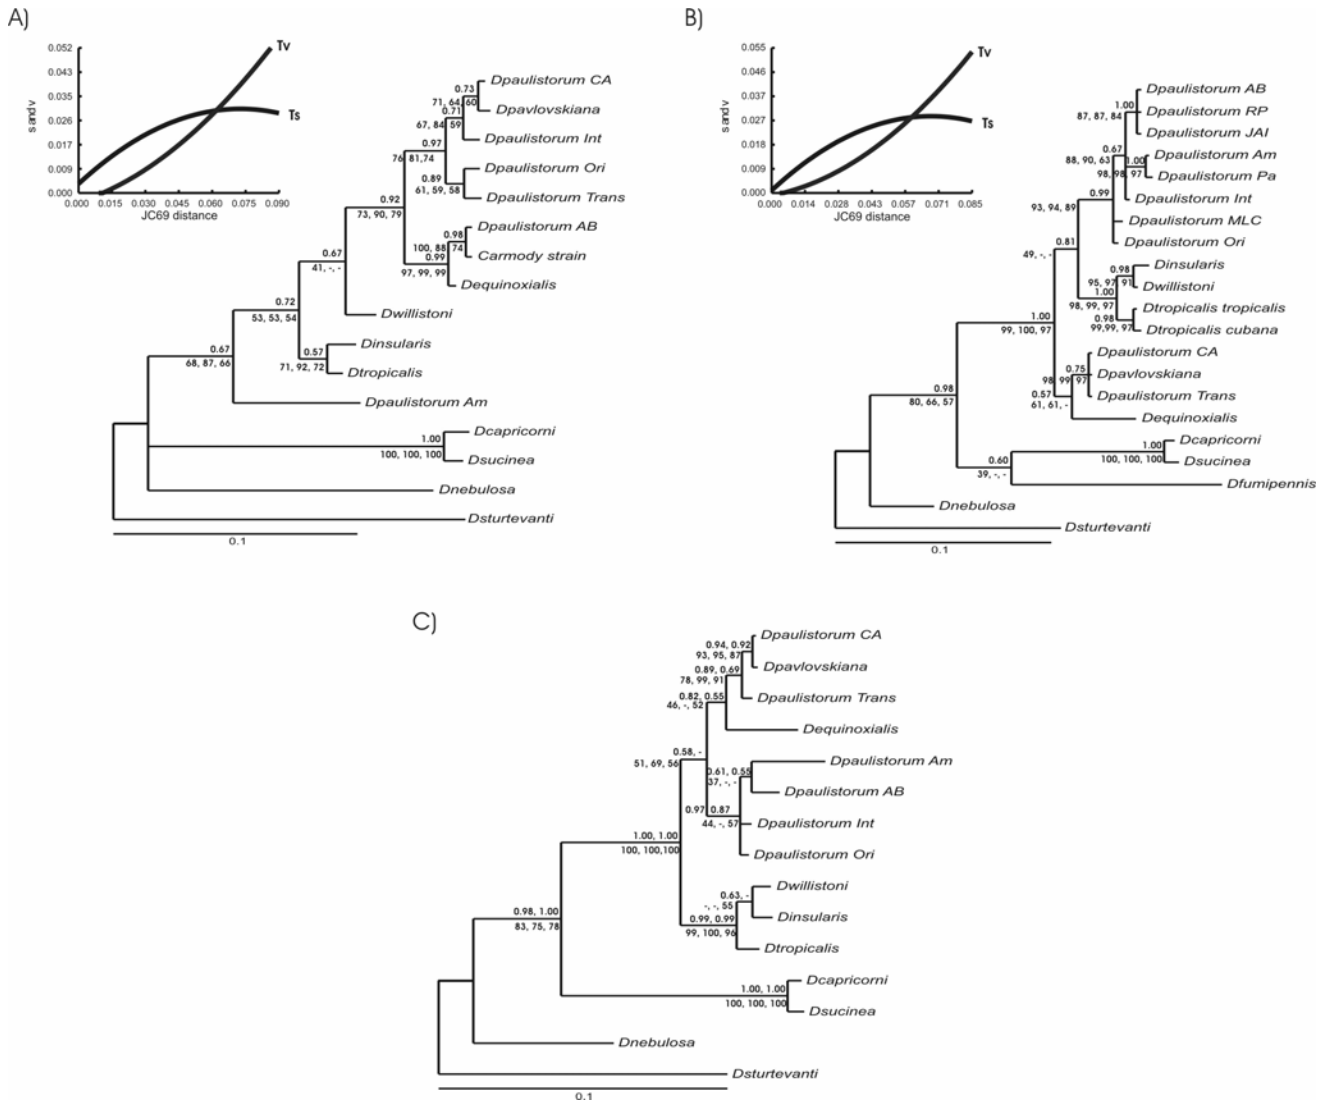 A)
0.052
0.043
0.035
0.026
0.017
0.009
0.000
s and v
Tv
Ts
0.000 0.015 0.030 0.045 0.060 0.075 0.090
JC69 distance
0.73
Dpaulistorum CA
71, 64, 60
0.71
Dpavlovskiana
67, 84, 59
Dpaulistorum Int
0.97
76 81,74
Dpaulistorum Ori
0.89
61, 59, 58
Dpaulistorum Trans
0.92
73, 90, 79
Dpaulistorum AB
0.98
100, 88 74
Carmody strain
0.99
97, 99, 99
Dequinoxialis
0.67
41, -, -
Dwillistoni
0.72
53, 53, 54
Dinsularis
0.57
71, 92, 72
Dtropicalis
0.67
68, 87, 66
Dpaulistorum Am
Dcapricorni
1.00
100, 100, 100
Dsucinea
Dnebulosa
Dsturtevanti
0.1
B)
0.055
0.046
0.037
0.027
0.018
0.009
0.000
s and v
Tv
Ts
0.000 0.014 0.028 0.043 0.057 0.071 0.085
JC69 distance
Dpaulistorum AB
1.00
87, 87, 84
Dpaulistorum RP
Dpaulistorum JAI
0.67
88, 90, 63
Dpaulistorum Am
1.00
98, 98, 97
Dpaulistorum Pa
0.99
93, 94, 89
Dpaulistorum Int
Dpaulistorum MLC
Dpaulistorum Ori
0.81
49, -, -
Dinsularis
0.98
95, 97 91
Dwillistoni
1.00
98, 99, 97
Dtropicalis tropicalis
0.98
99,99, 97
Dtropicalis cubana
1.00
99, 100, 97
Dpaulistorum CA
0.75
98, 99 97
Dpavlovskiana
0.57
61, 61, -
Dpaulistorum Trans
Dequinoxialis
0.98
80, 66, 57
Dcapricorni
1.00
100, 100, 100
Dsucinea
0.60
39, -, -
Dfumipennis
Dnebulosa
Dsturtevanti
0.1
C)
Dpaulistorum CA
0.94, 0.92
93, 95, 87
Dpavlovskiana
0.89, 0.69
78, 99, 91
Dpaulistorum Trans
0.82, 0.55
46, -, 52
Dequinoxialis
0.58, -
51, 69, 56
Dpaulistorum Am
0.61, 0.55
37, -, -
Dpaulistorum AB
0.97, 0.87
44, -, 57
Dpaulistorum Int
Dpaulistorum Ori
1.00, 1.00
100, 100,100
Dwillistoni
0.63, -
-, -, 55
Dinsularis
0.99, 0.99
99, 100, 96
Dtropicalis
0.98, 1.00
83, 75, 78
Dcapricorni
1.00, 1.00
100, 100, 100
Dsucinea
Dnebulosa
Dsturtevanti
0.1